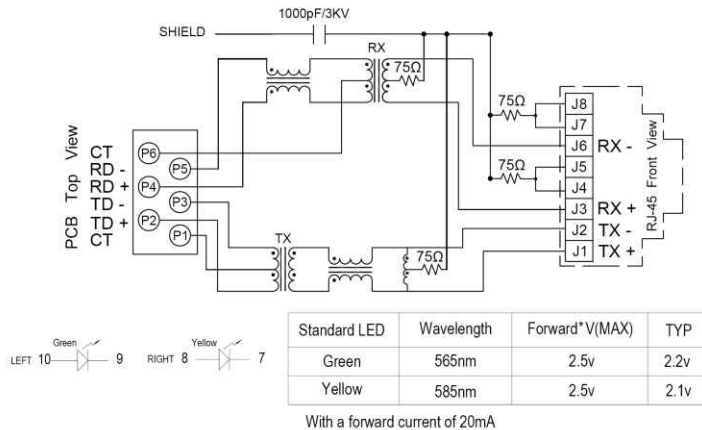 1000pF/3KV
SHIELD
RX
75Ω
75Ω
75Ω
75Ω
J8
J7
J6 RX -
J5
J4
J3 RX +
J2 TX -
J1 TX +
RJ-45 Front View
PCB Top View
CT P6
RD - P5
RD + P4
TD - P3
TD + P2
CT P1
TX
LEFT 10 Green 9
RIGHT 8 Yellow 7
Standard LED Wavelength Forward*V(MAX) TYP
Green 565nm 2.5v 2.2v
Yellow 585nm 2.5v 2.1v
With a forward current of 20mA